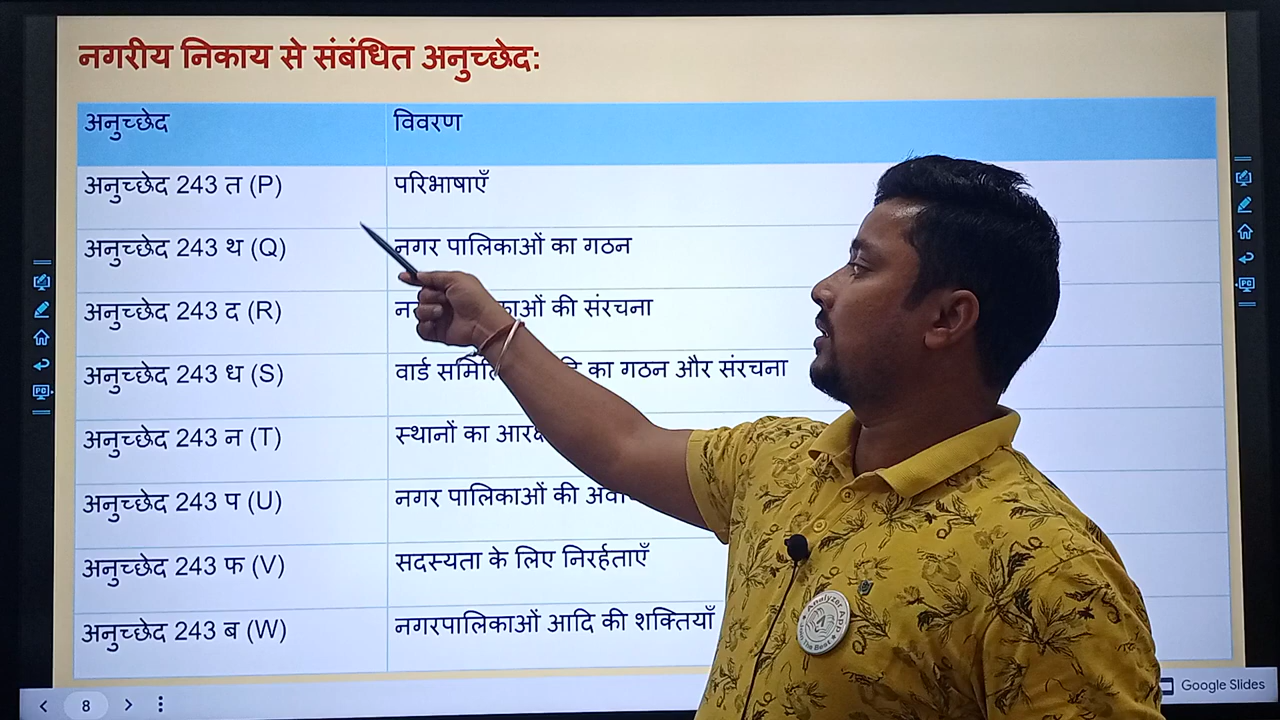 नगरीय निकाय से संबंधित अनुच्छेद:
अनुच्छेद विवरण
अनुच्छेद 243 त (P) परिभाषाएँ
अनुच्छेद 243 थ (Q) नगर पालिकाओं का गठन
अनुच्छेद 243 द (R) की संरचना
अनुच्छेद 243 ध (S) वार्ड का गठन और संरचना
अनुच्छेद 243 न (T) स्थानों का
अनुच्छेद 243 प (U) नगर पालिकाओं की
अनुच्छेद 243 फ (V) सदस्यता के लिए निरर्हताएँ
अनुच्छेद 243 ब (W) नगरपालिकाओं आदि की शक्तियाँ
8
Google Slides